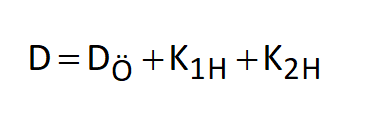 D = D_Ö + K_1H + K_2H